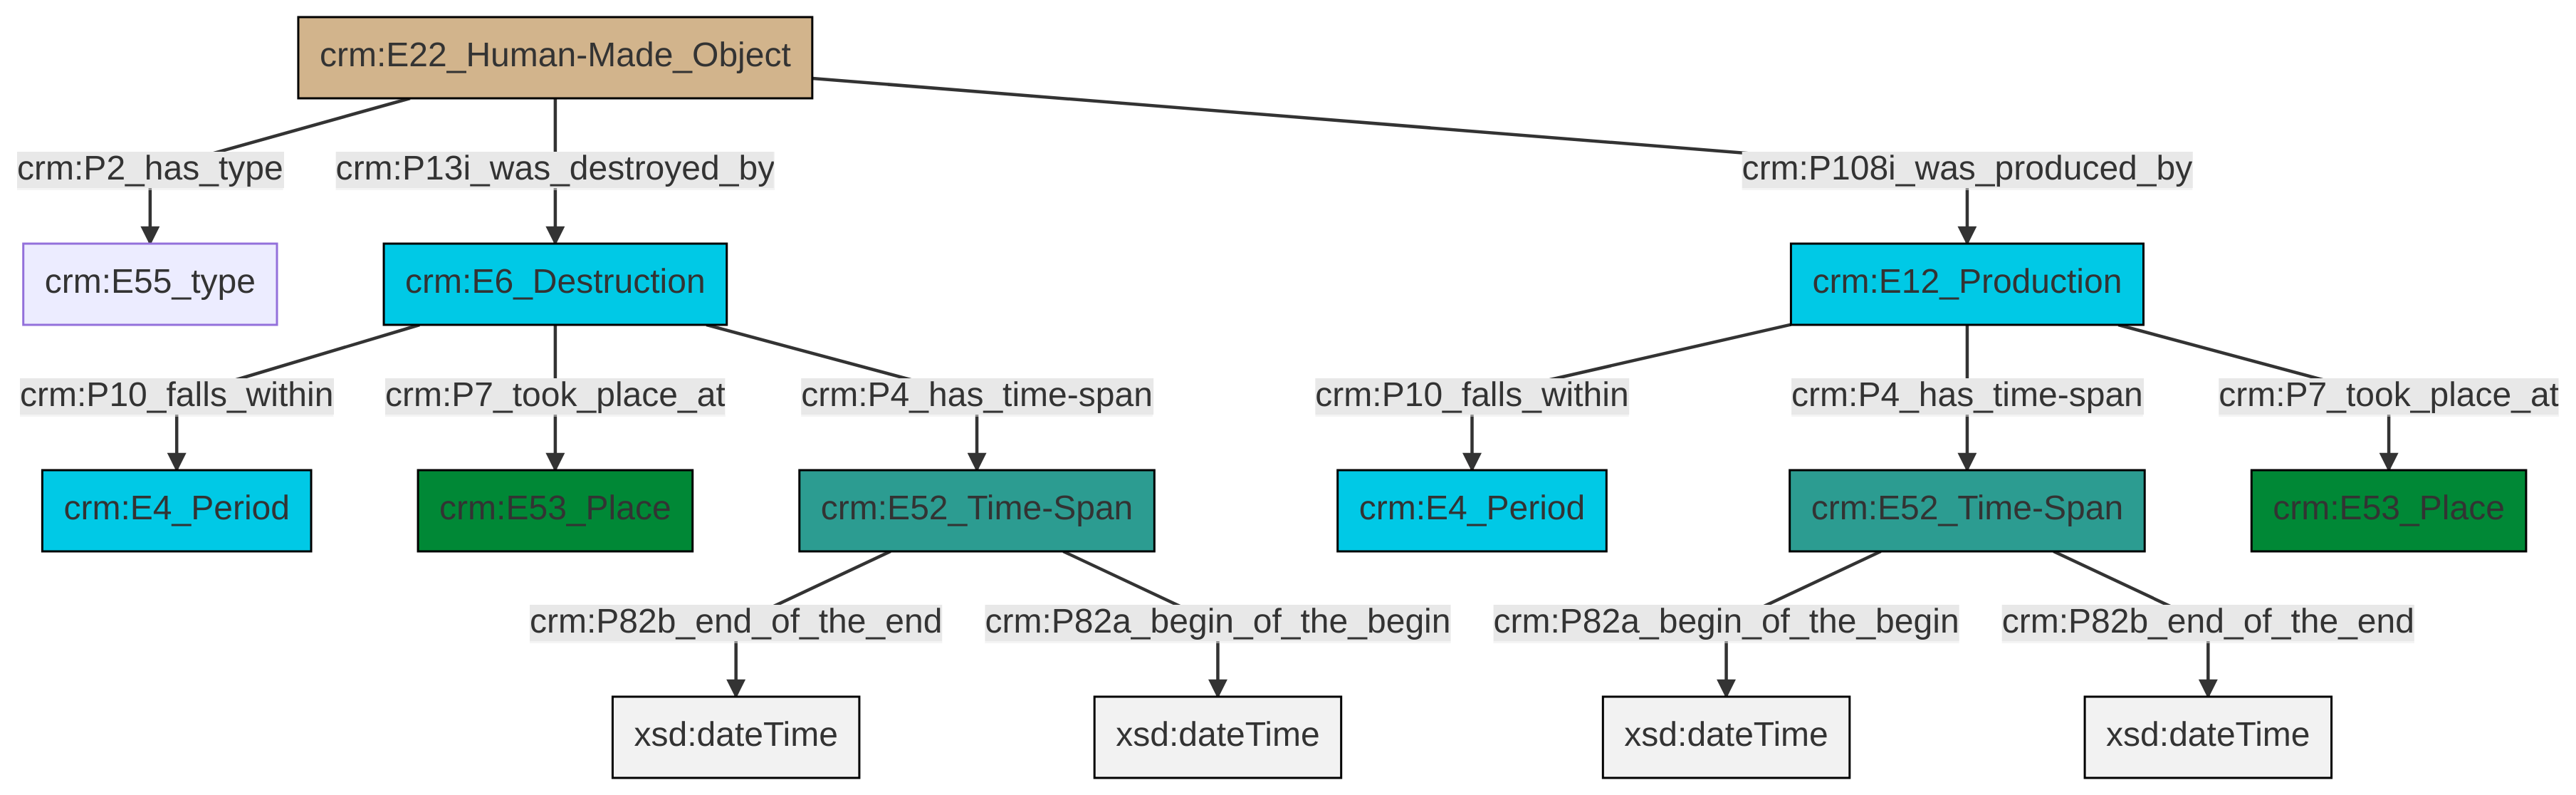 crm:E22_Human-Made_Object
crm:P2_has_type
crm:P13i_was_destroyed_by
crm:P108i_was_produced_by
crm:E55_type
crm:E6_Destruction
crm:E12_Production
crm:P10_falls_within
crm:P7_took_place_at
crm:P4_has_time-span
crm:P10_falls_within
crm:P4_has_time-span
crm:P7_took_place_at
crm:E4_Period
crm:E53_Place
crm:E52_Time-Span
crm:E4_Period
crm:E52_Time-Span
crm:E53_Place
crm:P82b_end_of_the_end
crm:P82a_begin_of_the_begin
crm:P82a_begin_of_the_begin
crm:P82b_end_of_the_end
xsd:dateTime
xsd:dateTime
xsd:dateTime
xsd:dateTime